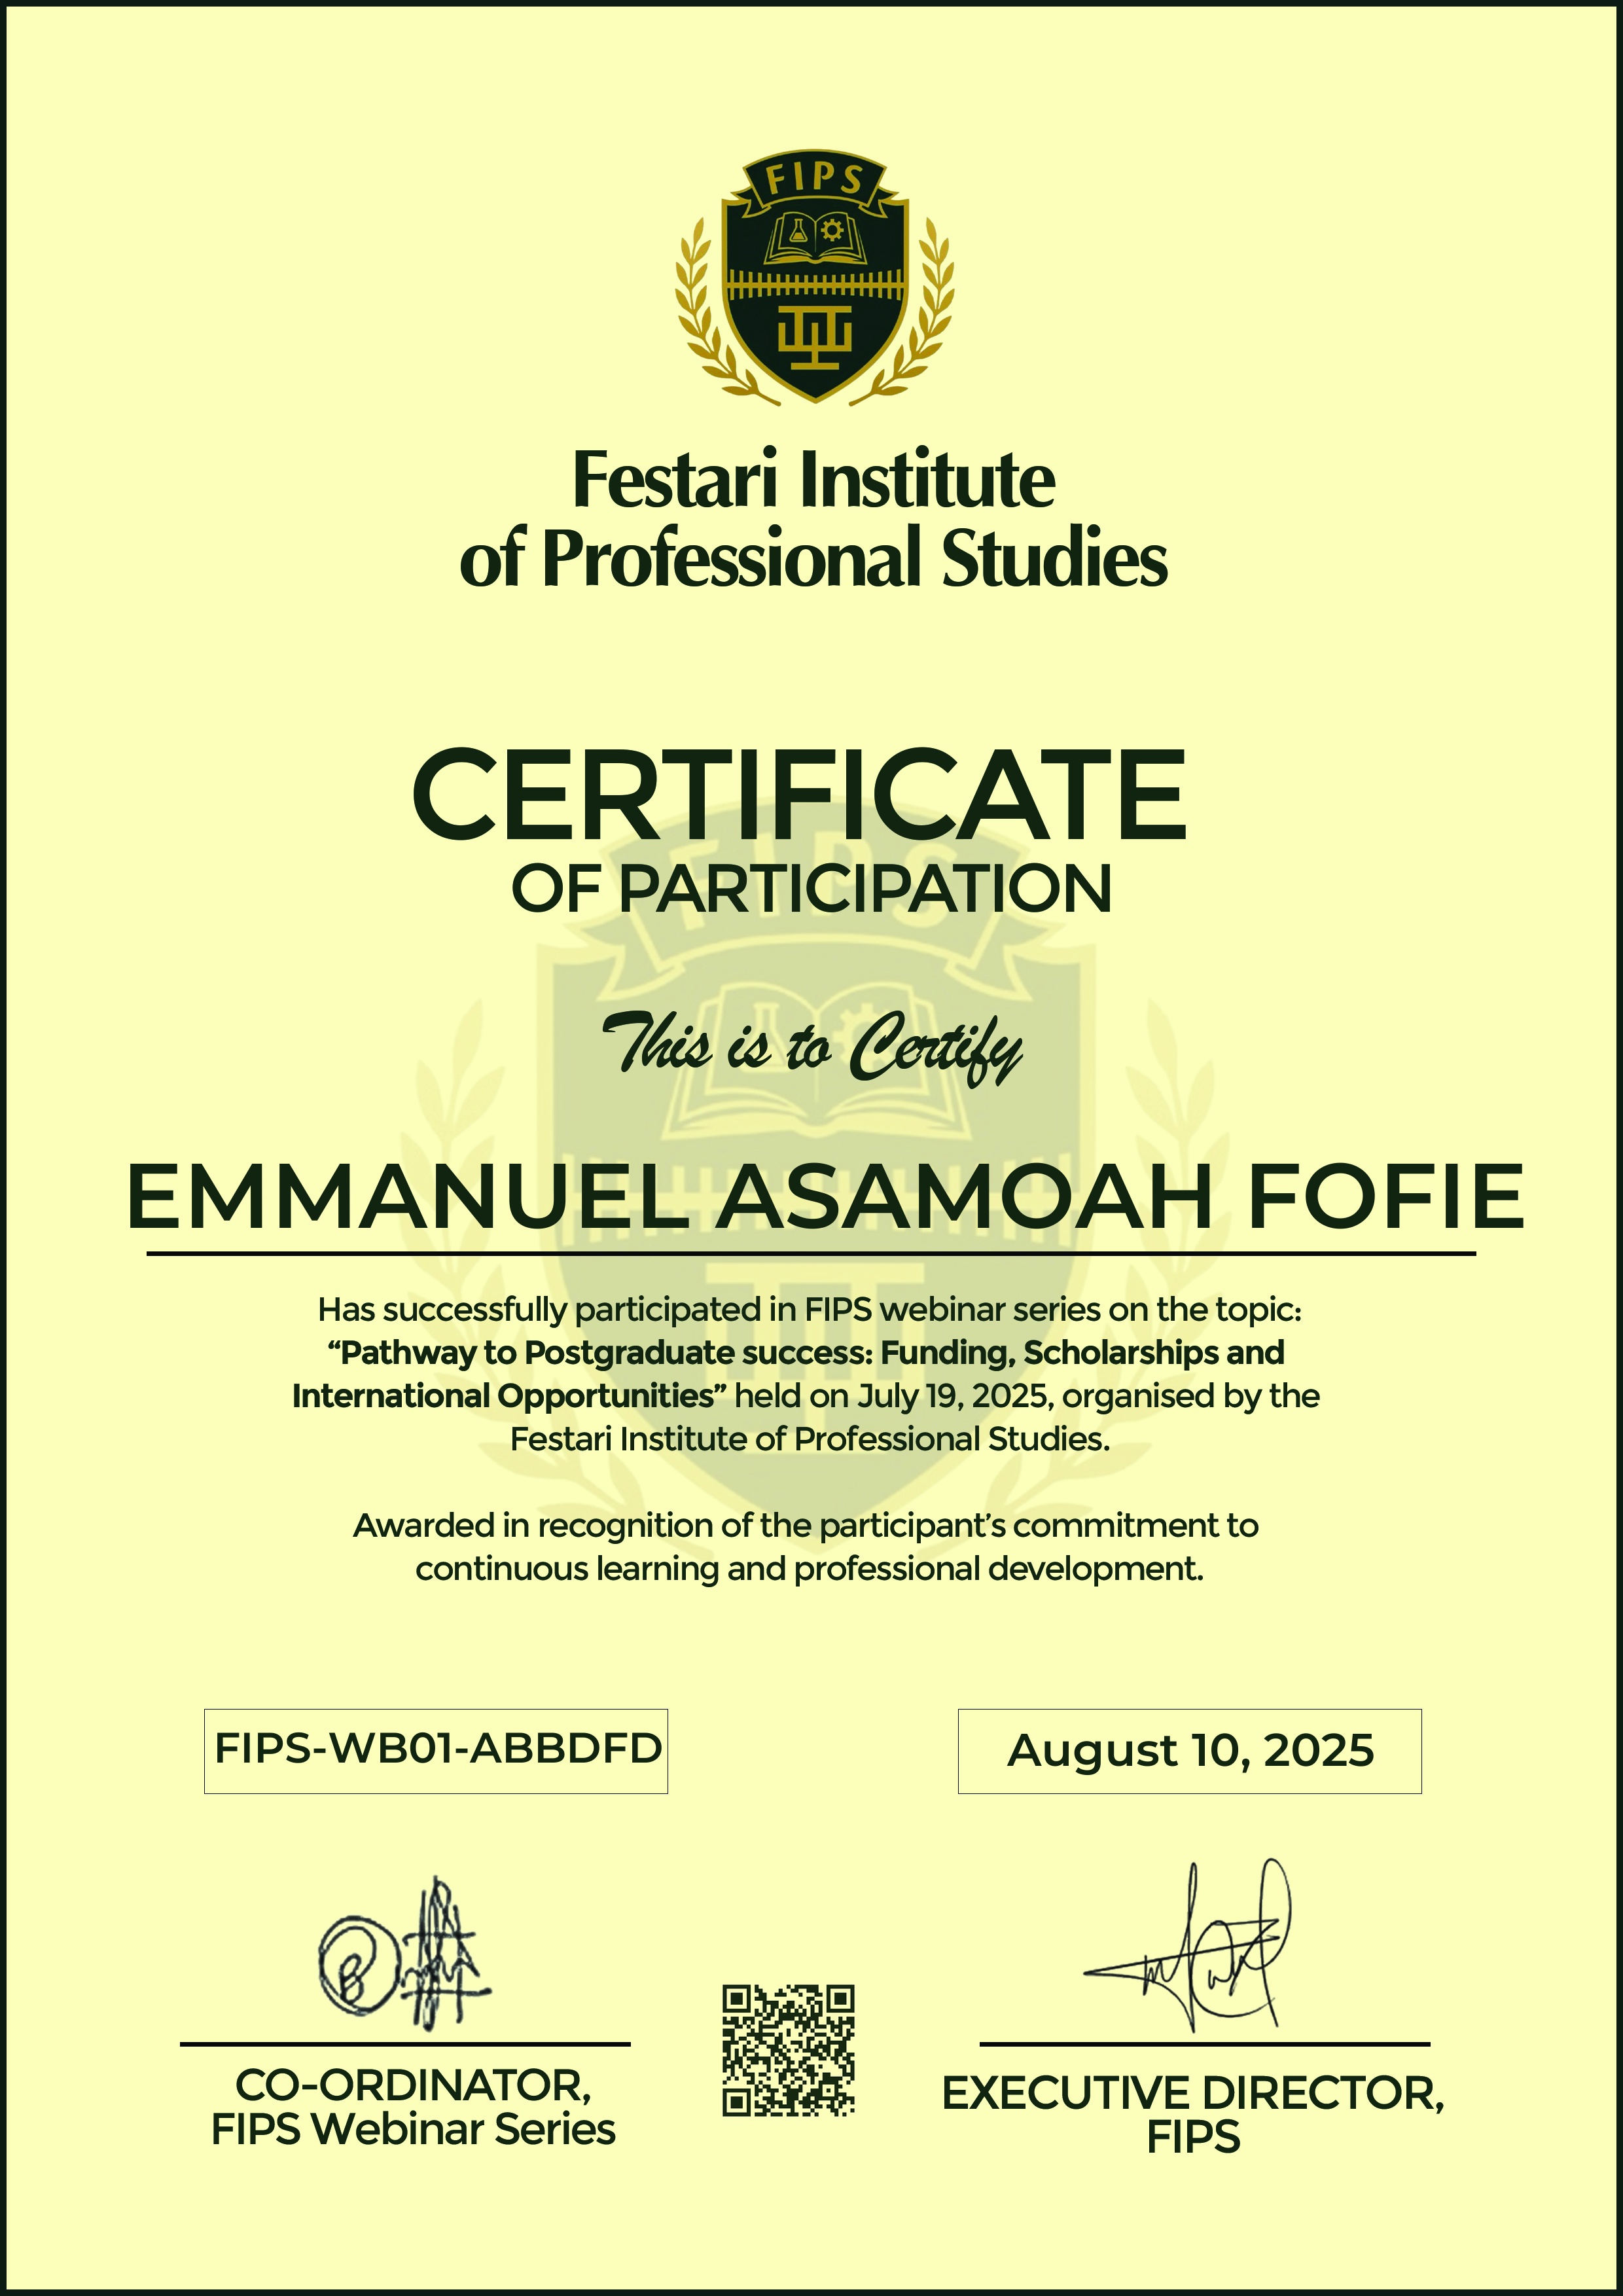 FIPS
Festari Institute
of Professional Studies
CERTIFICATE
OF PARTICIPATION
This is to Certify
EMMANUEL ASAMOAH FOFIE
Has successfully participated in FIPS webinar series on the topic:
“Pathway to Postgraduate success: Funding, Scholarships and
International Opportunities” held on July 19, 2025, organised by the
Festari Institute of Professional Studies.
Awarded in recognition of the participant’s commitment to
continuous learning and professional development.
FIPS-WB01-ABBDFD
August 10, 2025
CO-ORDINATOR,
FIPS Webinar Series
EXECUTIVE DIRECTOR,
FIPS